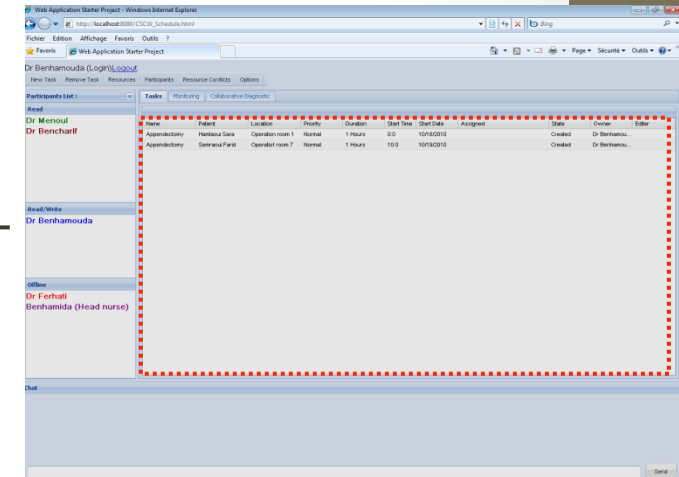 Web Application Starter Project - Windows Internet Explorer
http://localhost:8080/CSCW_Schedule.html
Bing
Fichier Edition Affichage Favoris Outils ?
Favoris Web Application Starter Project
Page Sécurité Outils
Dr Benhamouda (Login) Logout
New Task Remove Task Resources Participants Resource Conflicts Options
Participants List :
Tasks Monitoring Collaborative Diagnostic
Read
Dr Menoul
Dr Bencharif
Name Patient Location Priority Duration Start Time Start Date Assigned State Owner Editor
Appendectomy Sara Operation room 1 Normal 1 Hours 0:0 10/18/2010 Created Dr Benhamou...
Appendectomy Farid Operation room 7 Normal 1 Hours 10:0 10/19/2010 Created Dr Benhamou...
Read/Write
Dr Benhamouda
Offline
Dr Ferhati
Benhamida (Head nurse)
Chat
Send